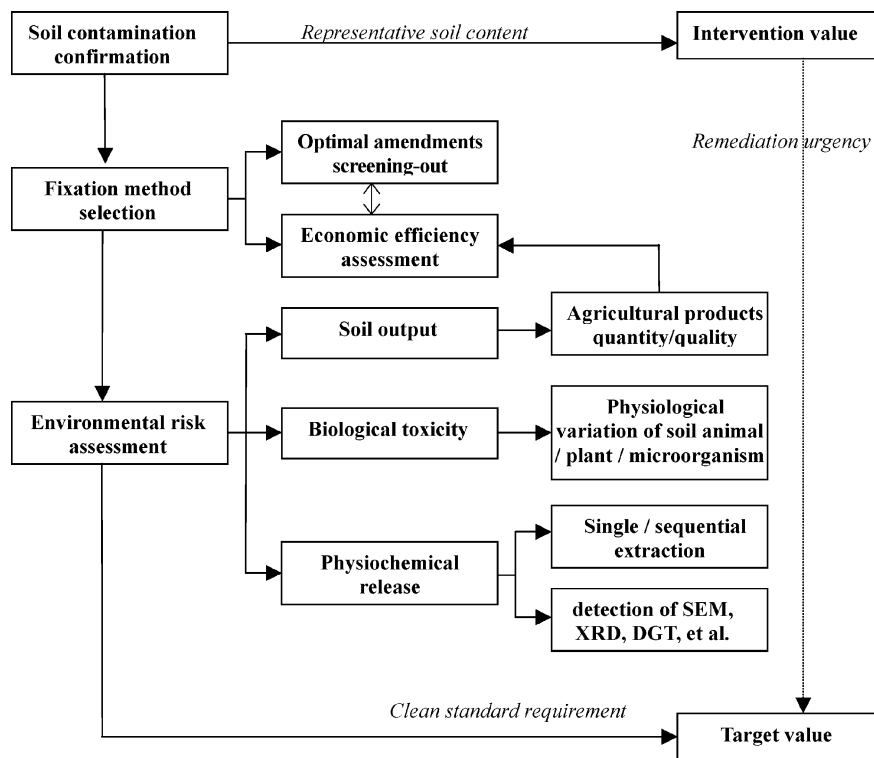 Soil contamination
confirmation
Representative soil content
Intervention value
Remediation urgency
Optimal amendments
screening-out
Fixation method
selection
Economic efficiency
assessment
Soil output
Agricultural products
quantity/quality
Environmental risk
assessment
Biological toxicity
Physiological
variation of soil animal
/ plant / microorganism
Physiochemical
release
Single / sequential
extraction
detection of SEM,
XRD, DGT, et al.
Clean standard requirement
Target value